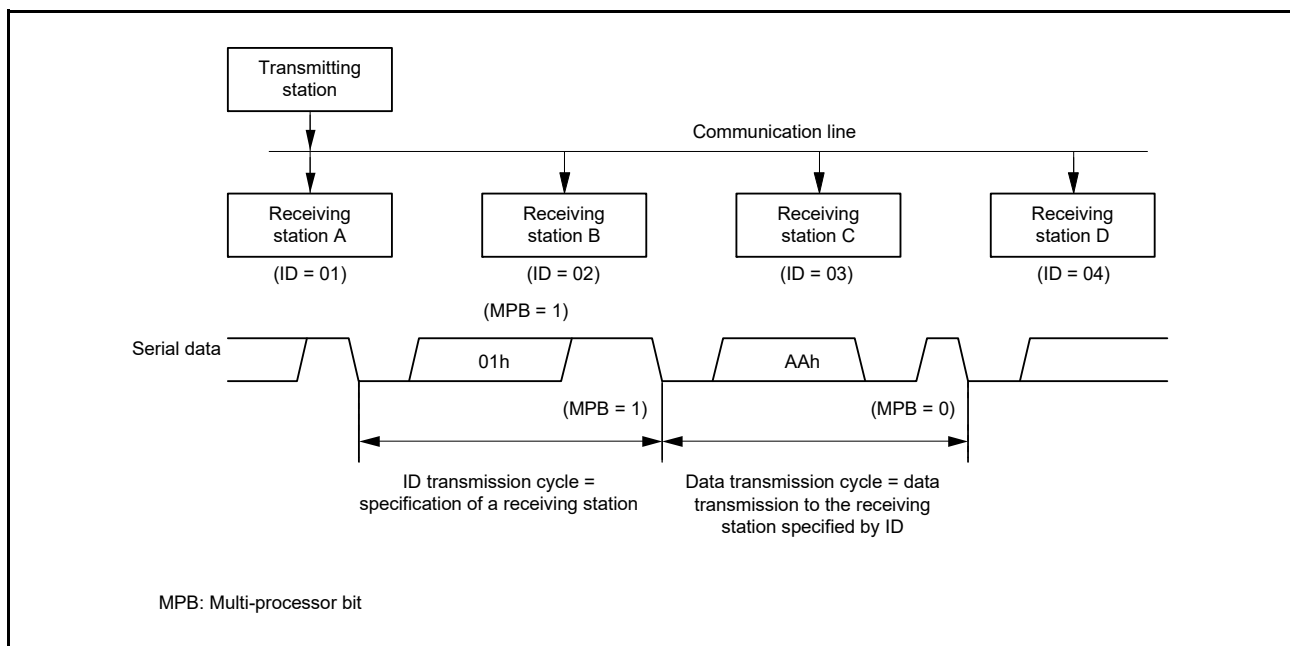 Transmitting
station
Communication line
Receiving
station A
Receiving
station B
Receiving
station C
Receiving
station D
(ID = 01)
(ID = 02)
(ID = 03)
(ID = 04)
(MPB = 1)
Serial data
01h
AAh
(MPB = 1)
(MPB = 0)
ID transmission cycle =
specification of a receiving station
Data transmission cycle = data
transmission to the receiving
station specified by ID
MPB: Multi-processor bit